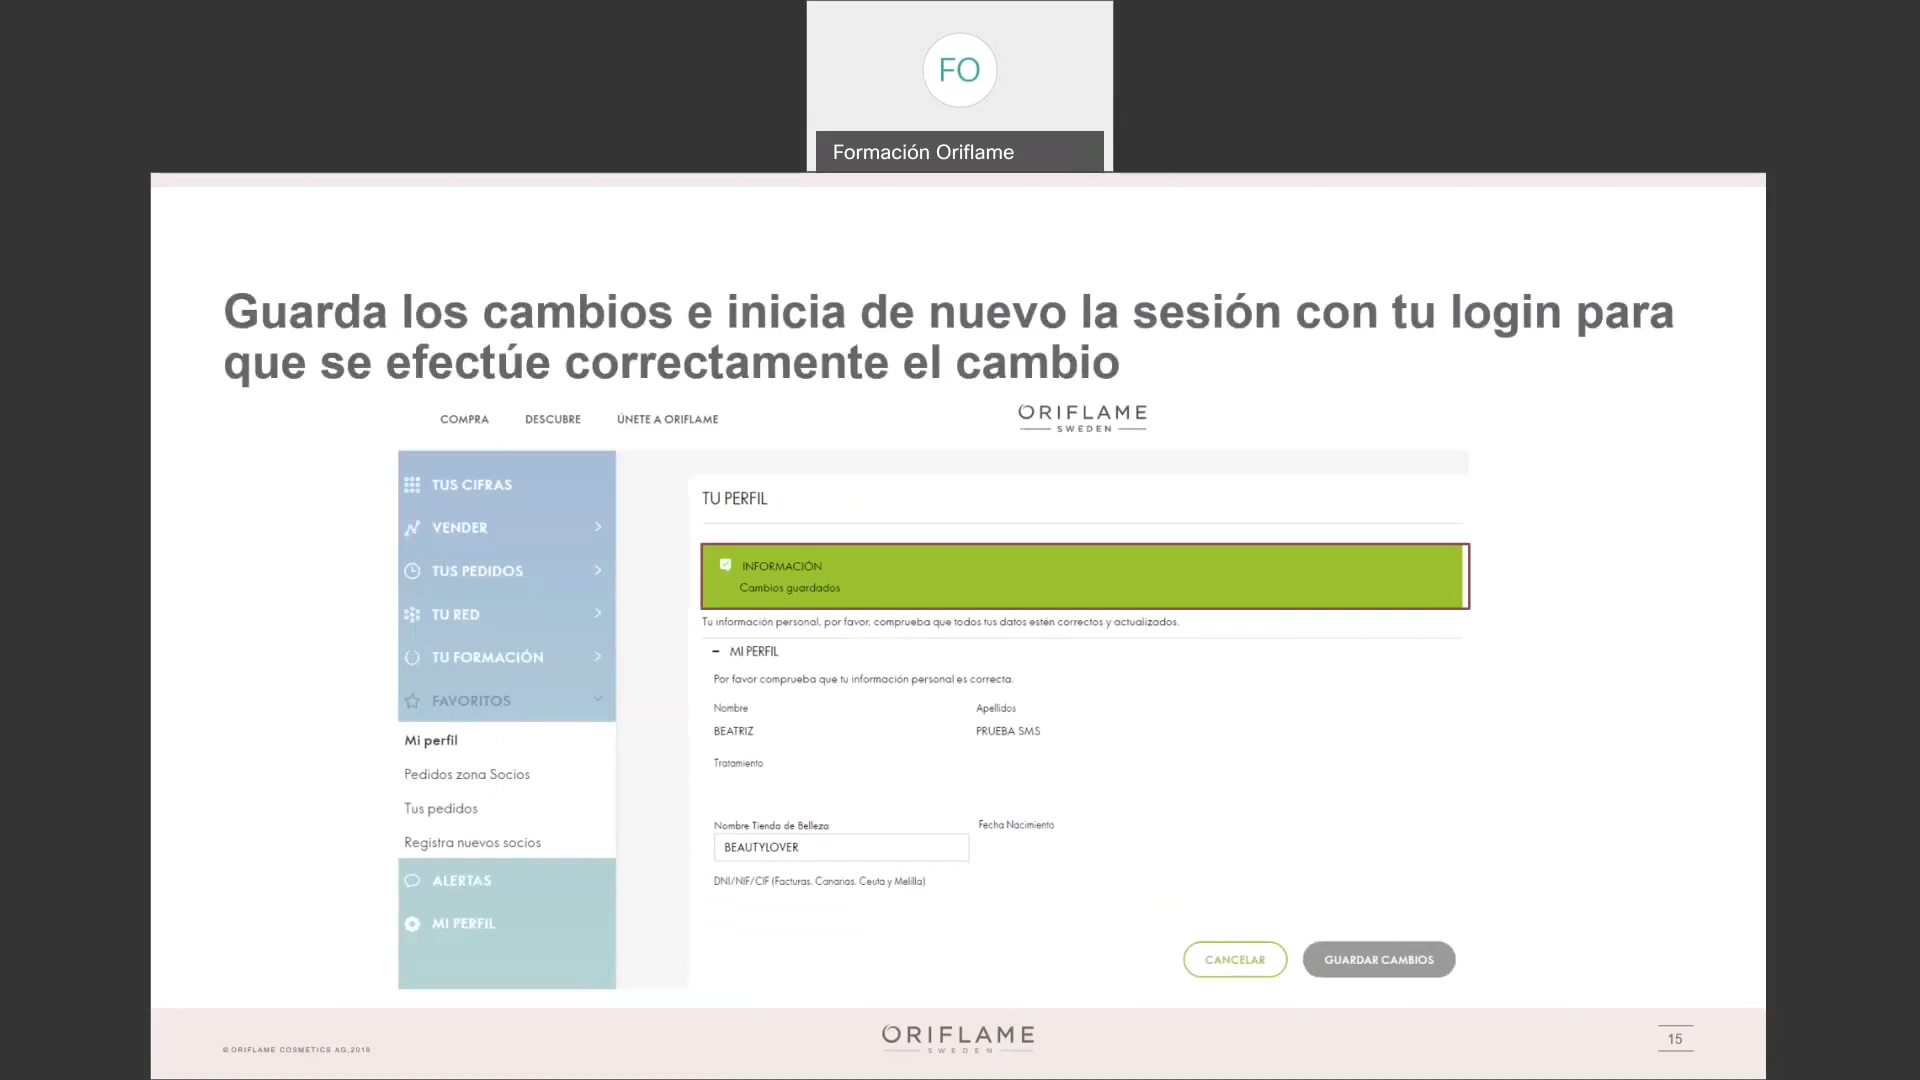 FO
Formación Oriflame
Guarda los cambios e inicia de nuevo la sesión con tu login para
que se efectúe correctamente el cambio
COMPRA DESCUBRE ÚNETE A ORIFLAME
ORIFLAME
SWEDEN
TUS CIFRAS
VENDER
TUS PEDIDOS
TU RED
TU FORMACIÓN
FAVORITOS
Mi perfil
Pedidos zona Socios
Tus pedidos
Registra nuevos socios
ALERTAS
MI PERFIL
TU PERFIL
INFORMACIÓN
Cambios guardados
Tu información personal, por favor, comprueba que todos tus datos estén correctos y actualizados.
MI PERFIL
Por favor comprueba que tu información personal es correcta.
Nombre Apellidos
BEATRIZ PRUEBA SMS
Tratamiento
Nombre Tienda de Belleza Fecha Nacimiento
BEAUTYLOVER
DNI/NIF/CIF (Facturas, Canarias, Ceuta y Melilla)
CANCELAR GUARDAR CAMBIOS
© ORIFLAME COSMETICS AG,2018
ORIFLAME
SWEDEN
15